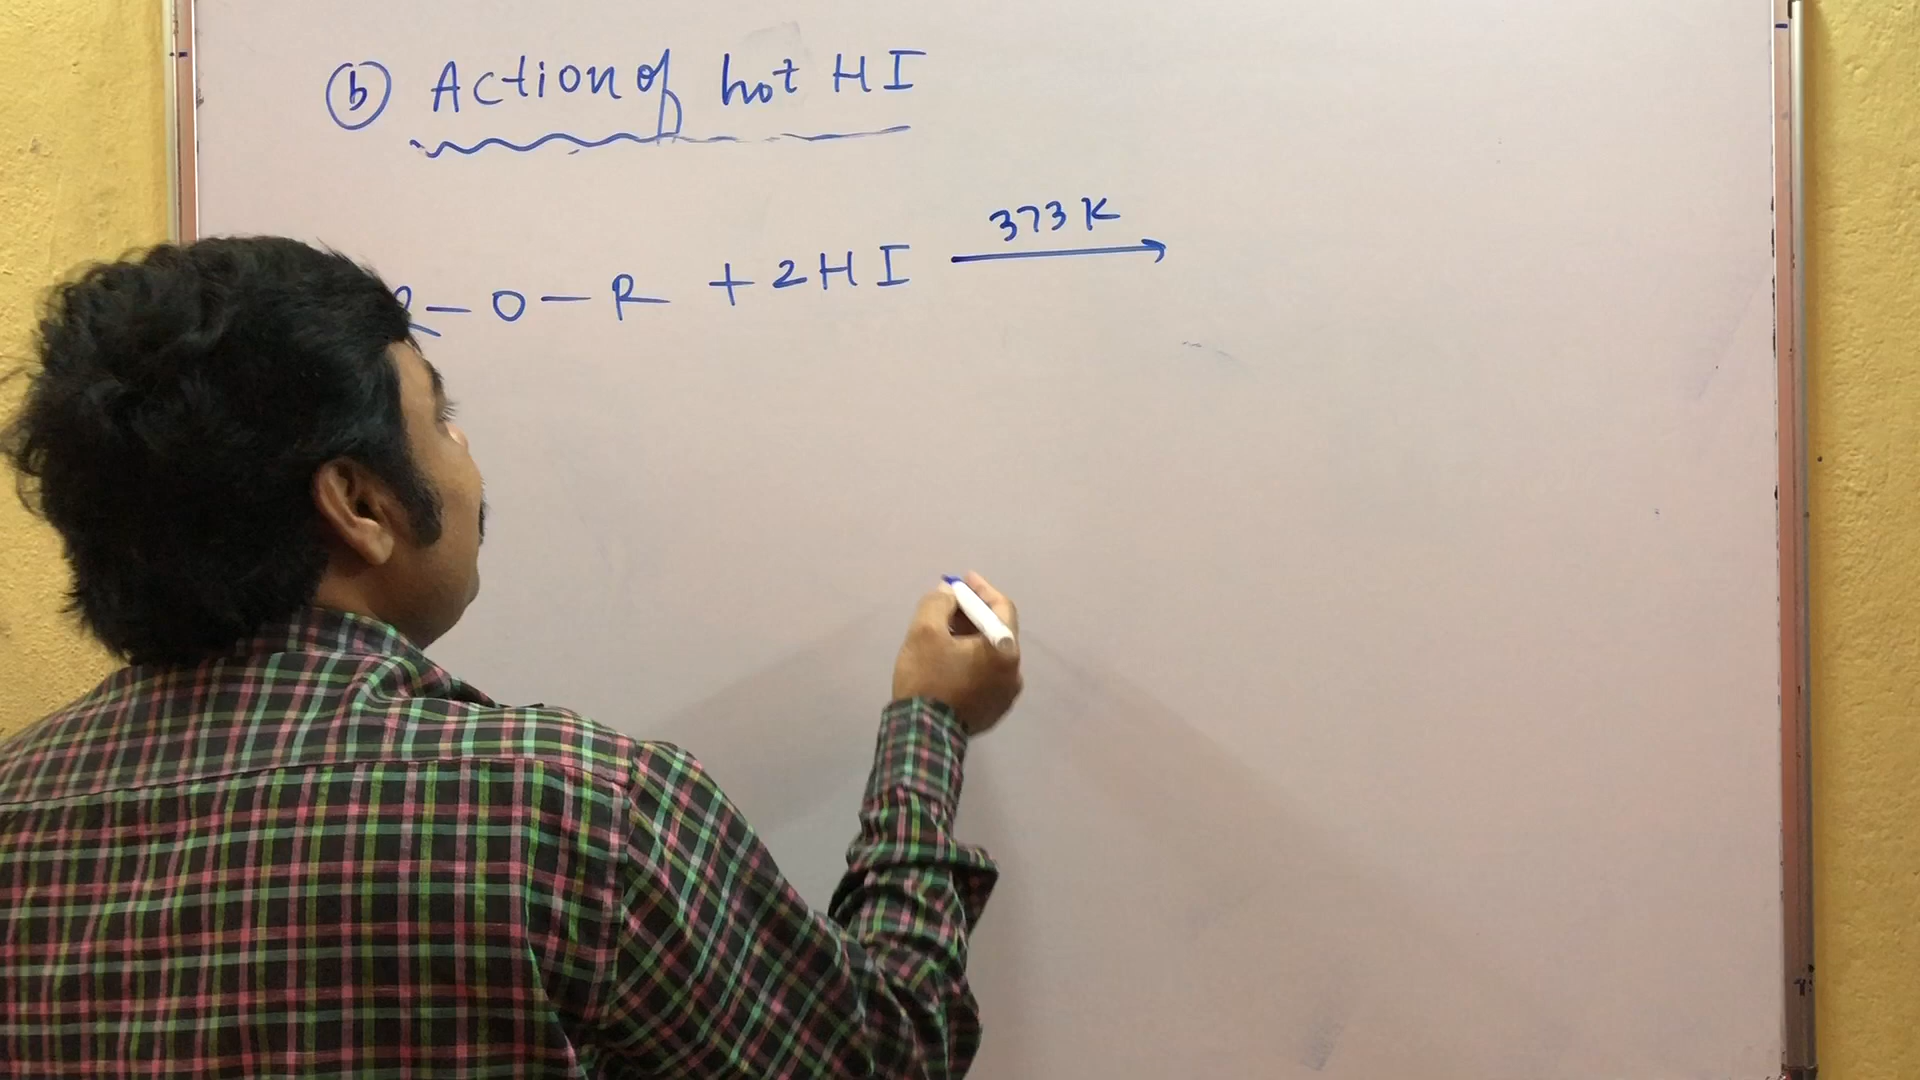 (b) Action of hot HI
373 K
R-O-R + 2HI →